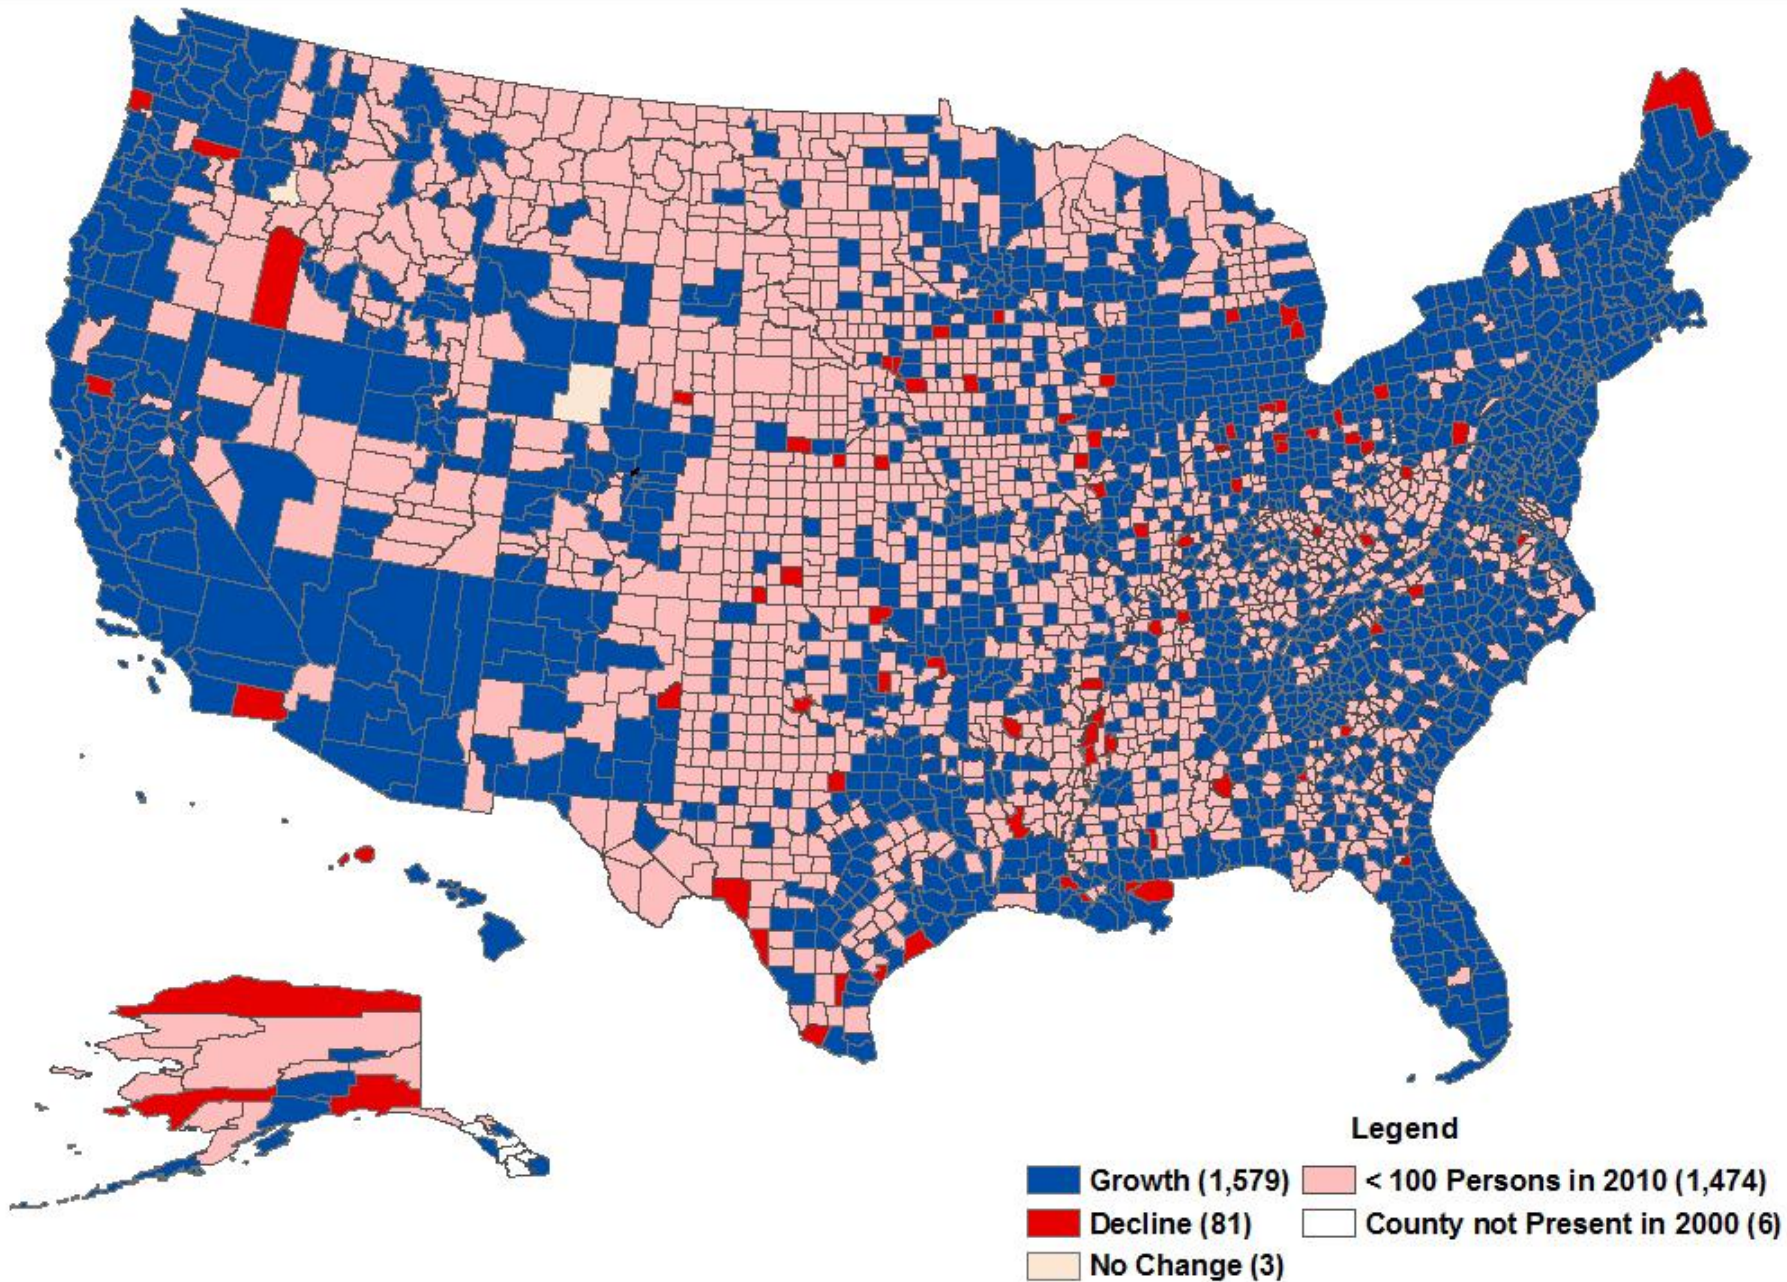 Legend
Growth (1,579)
< 100 Persons in 2010 (1,474)
Decline (81)
County not Present in 2000 (6)
No Change (3)